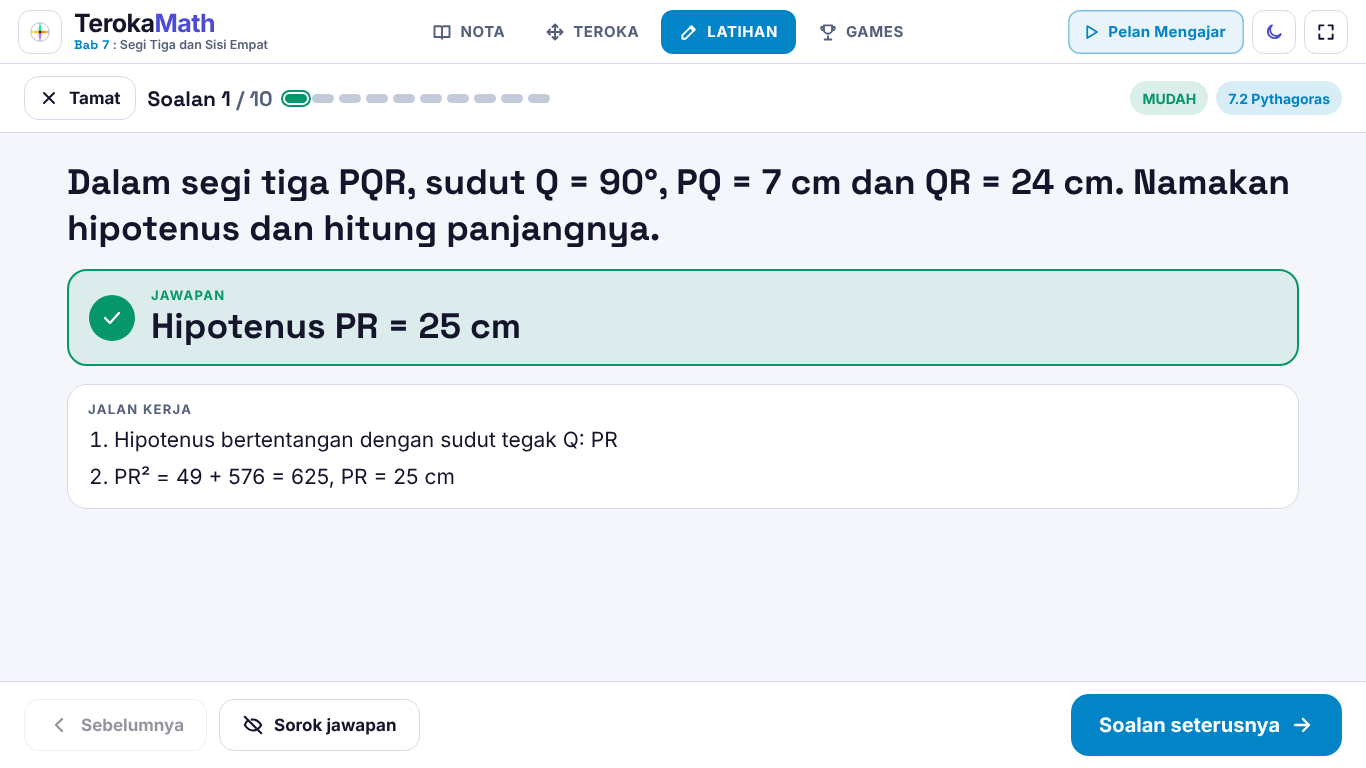 TerokaMath
Bab 7 : Segi Tiga dan Sisi Empat
NOTA
TEROKA
LATIHAN
GAMES
Pelan Mengajar
Tamat
Soalan 1 / 10
MUDAH
7.2 Pythagoras
Dalam segi tiga PQR, sudut Q = 90°, PQ = 7 cm dan QR = 24 cm. Namakan
hipotenus dan hitung panjangnya.
JAWAPAN
Hipotenus PR = 25 cm
JALAN KERJA
1. Hipotenus bertentangan dengan sudut tegak Q: PR
2. PR² = 49 + 576 = 625, PR = 25 cm
Sebelumnya
Sorok jawapan
Soalan seterusnya